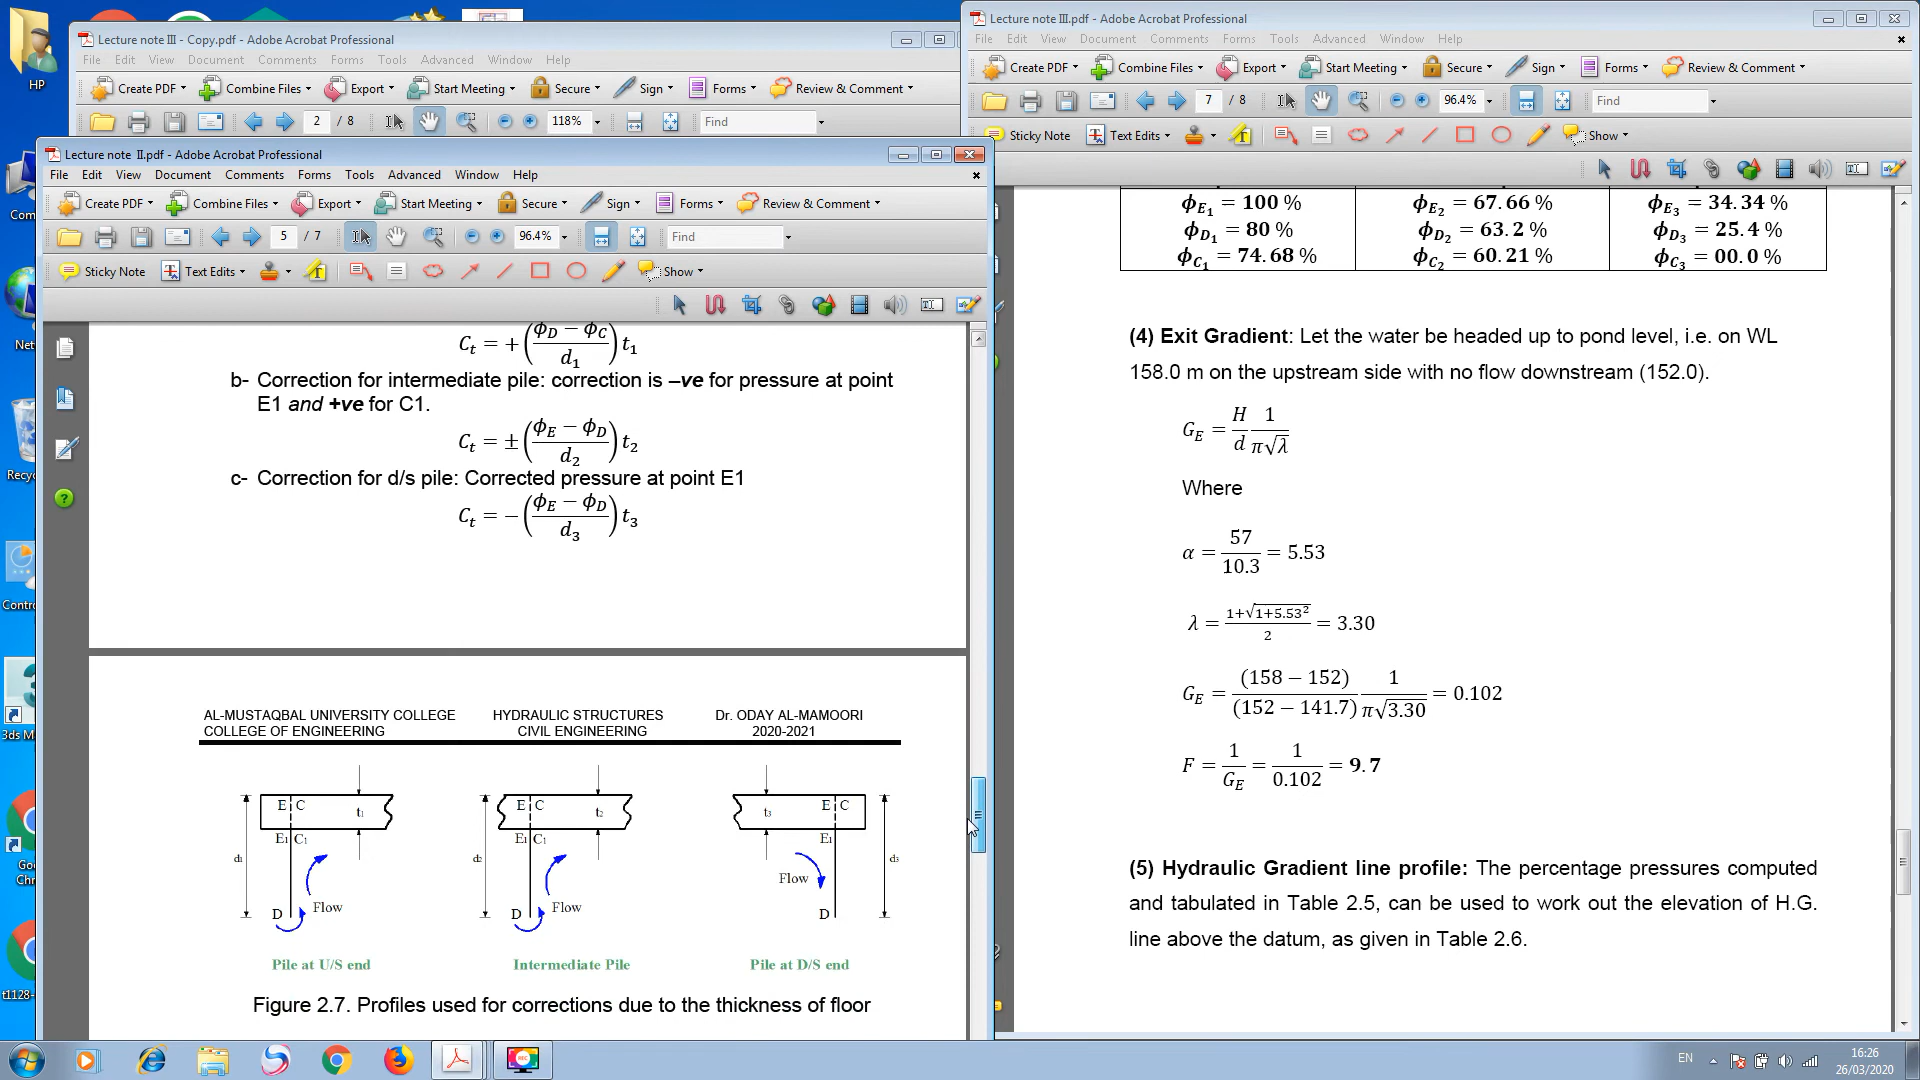 Lecture note III - Copy.pdf - Adobe Acrobat Professional
File Edit View Document Comments Forms Tools Advanced Window Help
Create PDF Combine Files Export Start Meeting Secure Sign Forms Review & Comment
2 / 8 118% Find
HP
Lecture note II.pdf - Adobe Acrobat Professional
File Edit View Document Comments Forms Tools Advanced Window Help
Create PDF Combine Files Export Start Meeting Secure Sign Forms Review & Comment
5 / 7 96.4% Find
Sticky Note Text Edits Show
C_t = + ((ϕ_D − ϕ_C) / d_1) t_1
b- Correction for intermediate pile: correction is –ve for pressure at point
E1 and +ve for C1.
C_t = ± ((ϕ_E − ϕ_D) / d_2) t_2
c- Correction for d/s pile: Corrected pressure at point E1
C_t = − ((ϕ_E − ϕ_D) / d_3) t_3
AL-MUSTAQBAL UNIVERSITY COLLEGE HYDRAULIC STRUCTURES Dr. ODAY AL-MAMOORI
COLLEGE OF ENGINEERING CIVIL ENGINEERING 2020-2021
E C t1 E C t2 t3 E C
E1 C1 E1 C1 E1
d1 d2 d3
Flow Flow Flow
D D D
Pile at U/S end Intermediate Pile Pile at D/S end
Figure 2.7. Profiles used for corrections due to the thickness of floor
Lecture note III.pdf - Adobe Acrobat Professional
File Edit View Document Comments Forms Tools Advanced Window Help
Create PDF Combine Files Export Start Meeting Secure Sign Forms Review & Comment
7 / 8 96.4% Find
Sticky Note Text Edits Show
ϕ_E1 = 100 % ϕ_E2 = 67.66 % ϕ_E3 = 34.34 %
ϕ_D1 = 80 % ϕ_D2 = 63.2 % ϕ_D3 = 25.4 %
ϕ_C1 = 74.68 % ϕ_C2 = 60.21 % ϕ_C3 = 00.0 %
(4) Exit Gradient: Let the water be headed up to pond level, i.e. on WL
158.0 m on the upstream side with no flow downstream (152.0).
G_E = (H / d) (1 / (π√λ))
Where
α = 57 / 10.3 = 5.53
λ = (1+√(1+5.53²)) / 2 = 3.30
G_E = ((158 − 152) / (152 − 141.7)) (1 / (π√3.30)) = 0.102
F = 1 / G_E = 1 / 0.102 = 9.7
(5) Hydraulic Gradient line profile: The percentage pressures computed
and tabulated in Table 2.5, can be used to work out the elevation of H.G.
line above the datum, as given in Table 2.6.
EN
16:26
26/03/2020